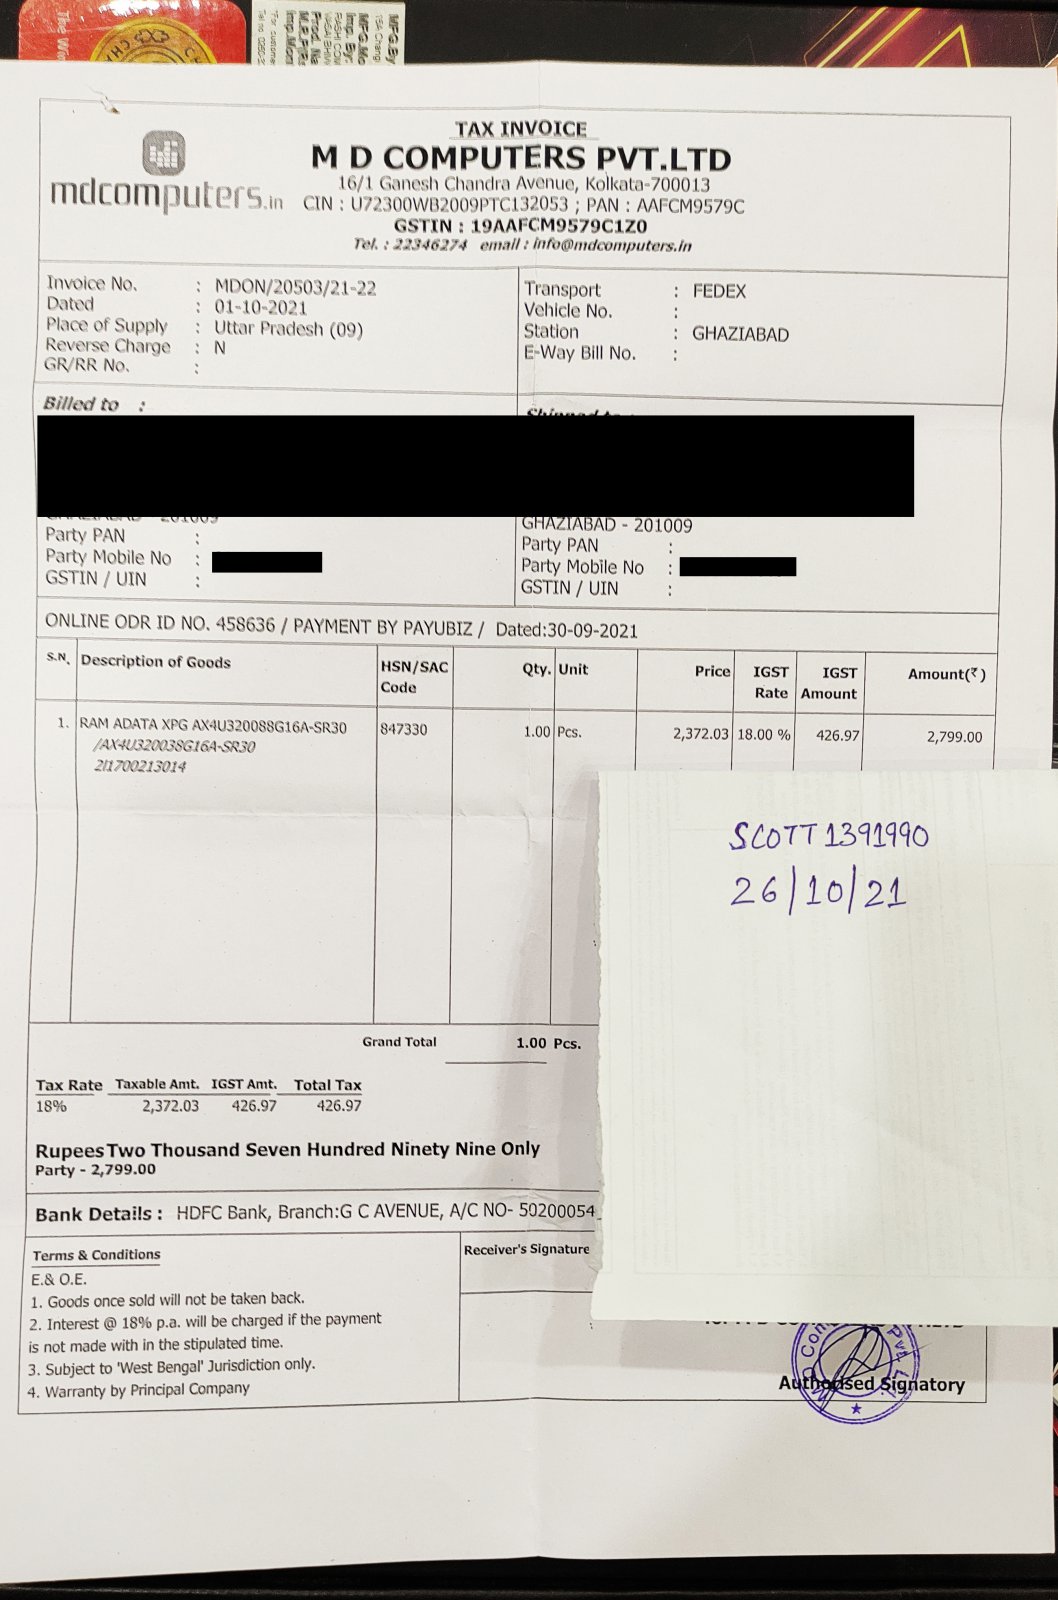 TAX INVOICE
M D COMPUTERS PVT.LTD
mdcomputers.in
16/1 Ganesh Chandra Avenue, Kolkata-700013
CIN : U72300WB2009PTC132053 ; PAN : AAFCM9579C
GSTIN : 19AAFCM9579C1Z0
Tel. : 22346274 email : info@mdcomputers.in
Invoice No. : MDON/20503/21-22
Dated : 01-10-2021
Place of Supply : Uttar Pradesh (09)
Reverse Charge : N
GR/RR No. :
Transport : FEDEX
Vehicle No. :
Station : GHAZIABAD
E-Way Bill No. :
Billed to :
Party PAN :
Party Mobile No :
GSTIN / UIN :
GHAZIABAD - 201009
Party PAN :
Party Mobile No :
GSTIN / UIN :
ONLINE ODR ID NO. 458636 / PAYMENT BY PAYUBIZ / Dated:30-09-2021
S.N. Description of Goods HSN/SAC Code Qty. Unit Price IGST Rate IGST Amount Amount(₹)
1. RAM ADATA XPG AX4U320088G16A-SR30 847330 1.00 Pcs. 2,372.03 18.00 % 426.97 2,799.00
/AX4U320038G16A-SR30
2I1700213014
SCOTT1391990
26/10/21
Grand Total 1.00 Pcs.
Tax Rate Taxable Amt. IGST Amt. Total Tax
18% 2,372.03 426.97 426.97
Rupees Two Thousand Seven Hundred Ninety Nine Only
Party - 2,799.00
Bank Details : HDFC Bank, Branch:G C AVENUE, A/C NO- 50200054
Terms & Conditions
E.& O.E.
1. Goods once sold will not be taken back.
2. Interest @ 18% p.a. will be charged if the payment
is not made with in the stipulated time.
3. Subject to 'West Bengal' Jurisdiction only.
4. Warranty by Principal Company
Receiver's Signature
Authorised Signatory